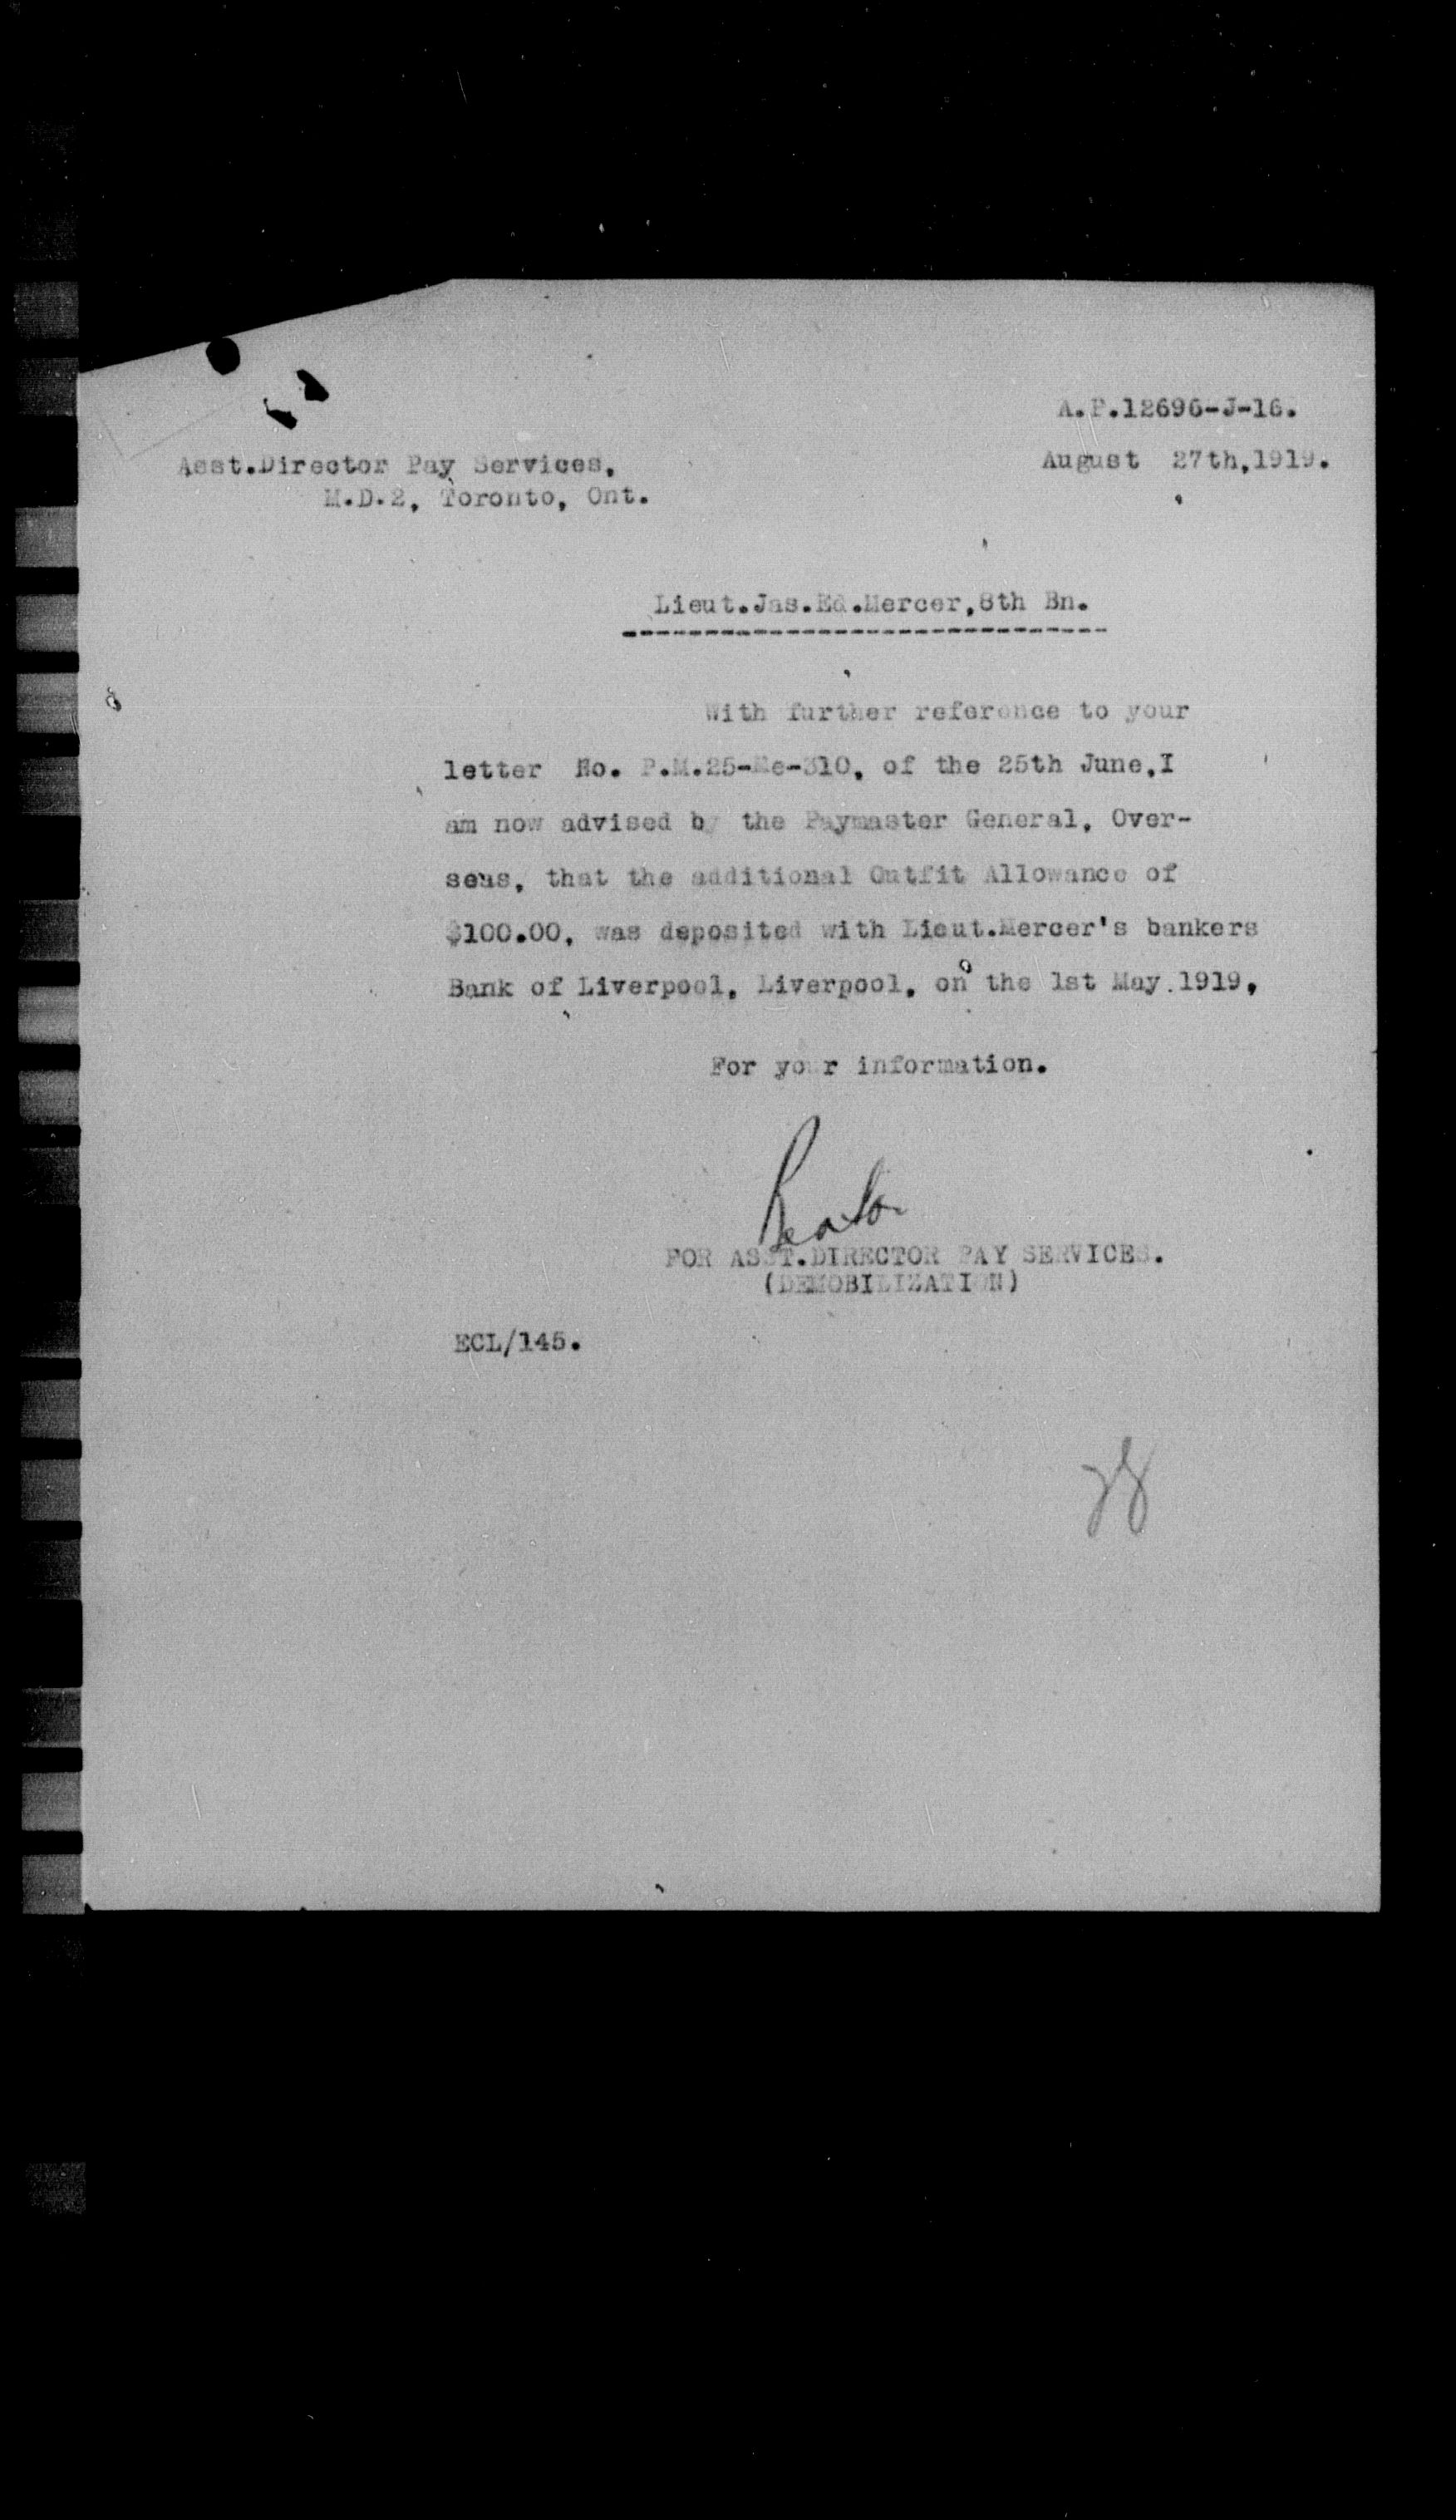 A.P.12696-J-16.
Asst.Director Pay Services,
August 27th,1919.
M.D.2, Toronto, Ont.
Lieut.Jas.Ed.Mercer,8th Bn.
With further reference to your
letter No. P.M.25-Me-310, of the 25th June,I
am now advised by the Paymaster General, Over-
seas, that the additional Outfit Allowance of
$100.00, was deposited with Lieut.Mercer's bankers
Bank of Liverpool, Liverpool, on the 1st May.1919,
For your information.
FOR ASST.DIRECTOR PAY SERVICES.
(DEMOBILIZATION)
ECL/145.